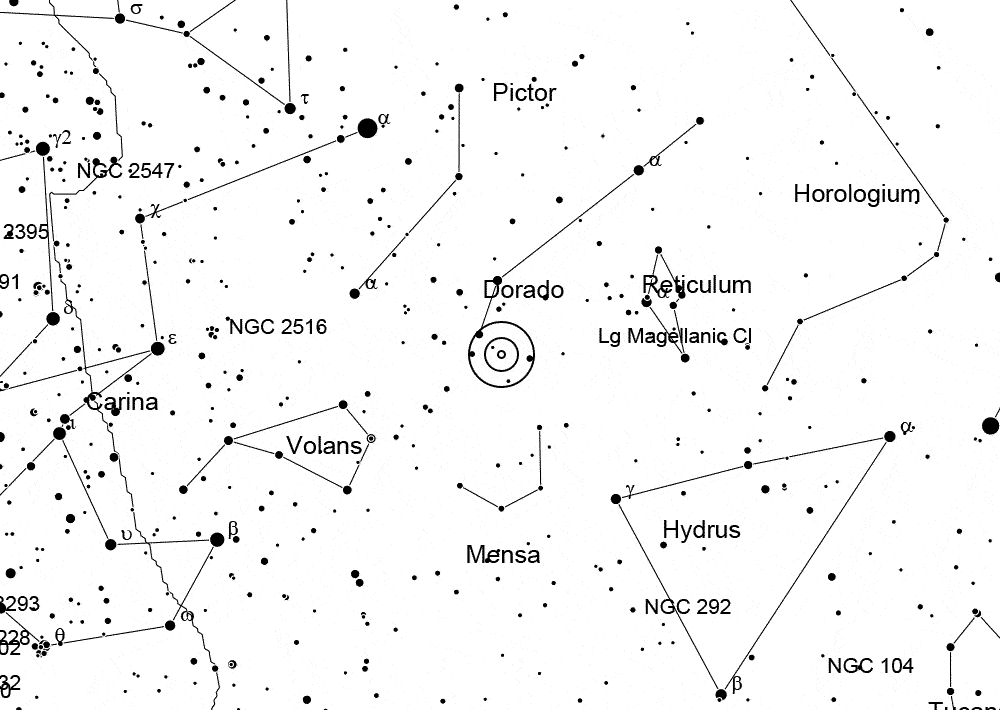 σ
Pictor
τ
α
γ2
α
NGC 2547
Horologium
χ
2395
91
α
Dorado
Reticulum
α
δ
NGC 2516
Lg Magellanic Cl
ε
Carina
ι
Volans
α
γ
Hydrus
υ
β
Mensa
3293
NGC 292
ω
θ
228
02
NGC 104
32
0
β